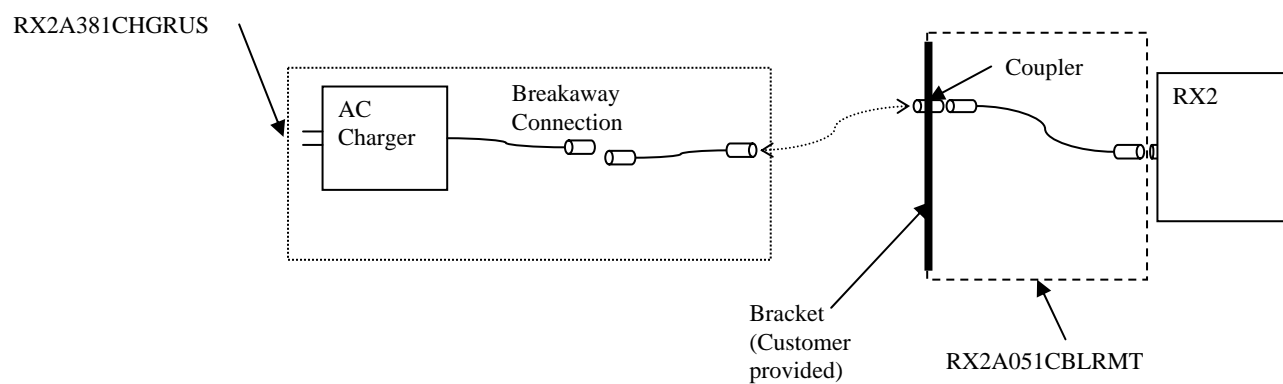 RX2A381CHGRUS
AC
Charger
Breakaway
Connection
Coupler
RX2
Bracket
(Customer
provided)
RX2A051CBLRMT